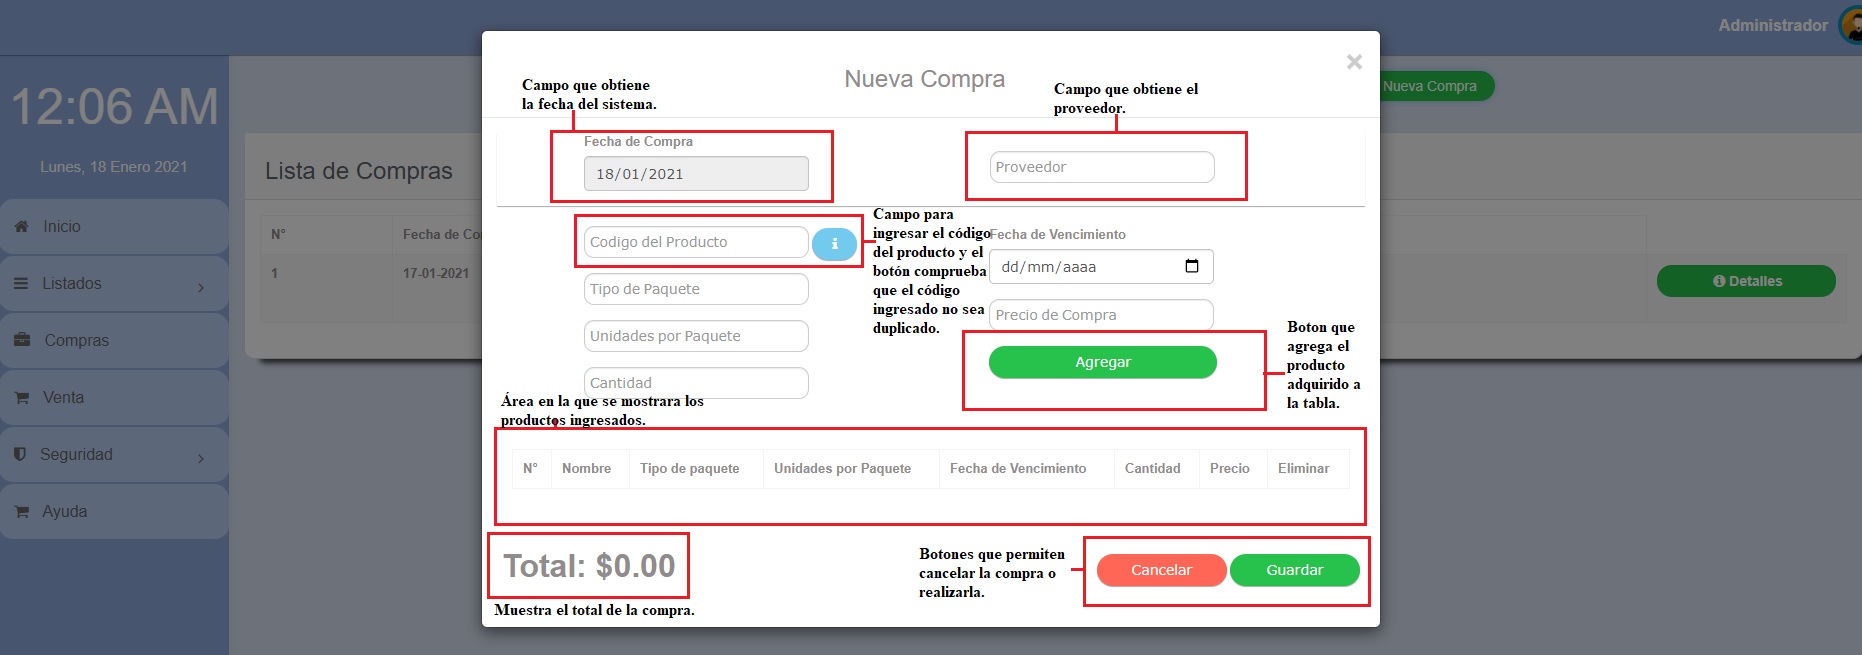 Administrador
12:06 AM
Lunes, 18 Enero 2021
Inicio
Listados
Compras
Venta
Seguridad
Ayuda
Nueva Compra
Lista de Compras
N°
Fecha de Co
1
17-01-2021
Detalles
Nueva Compra
×
Campo que obtiene
la fecha del sistema.
Campo que obtiene el
proveedor.
Fecha de Compra
18/01/2021
Proveedor
Codigo del Producto
Tipo de Paquete
Unidades por Paquete
Cantidad
Campo para
ingresar el código
del producto y el
botón comprueba
que el código
ingresado no sea
duplicado.
Fecha de Vencimiento
dd/mm/aaaa
Precio de Compra
Agregar
Boton que
agrega el
producto
adquirido a
la tabla.
Área en la que se mostrara los
productos ingresados.
N° Nombre Tipo de paquete Unidades por Paquete Fecha de Vencimiento Cantidad Precio Eliminar
Total: $0.00
Muestra el total de la compra.
Botones que permiten
cancelar la compra o
realizarla.
Cancelar
Guardar